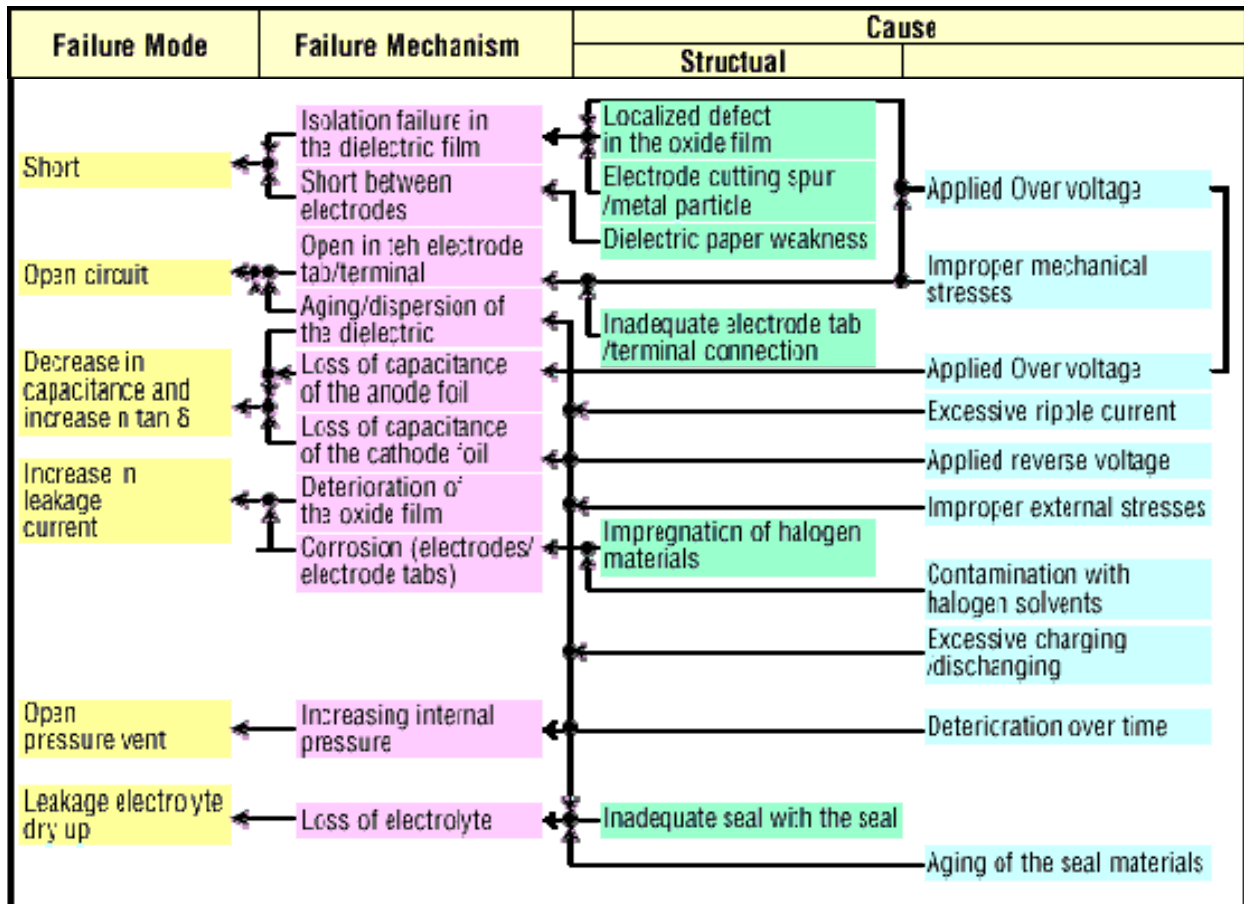 Failure Mode
Failure Mechanism
Cause
Structual
Short
Open circuit
Decrease in
capacitance and
increase n tan δ
Increase n
leakage
current
Open
pressure vent
Leakage electrolyte
dry up
Isolation failure in
the dielectric film
Short between
electrodes
Open in teh electrode
tab/terminal
Aging/dispersion of
the dielectric
Loss of capacitance
of the anode foil
Loss of capacitance
of the cathode foil
Deterioration of
the oxide film
Corrosion (electrodes/
electrode tabs)
Increasing internal
pressure
Loss of electrolyte
Localized defect
in the oxide film
Electrode cutting spur
/metal particle
Dielectric paper weakness
Inadequate electrode tab
/terminal connection
Impregnation of halogen
materials
Inadequate seal with the seal
Applied Over voltage
Improper mechanical
stresses
Applied Over voltage
Excessive ripple current
Applied reverse voltage
Improper external stresses
Contamination with
halogen solvents
Excessive charging
/dischanging
Deterioration over time
Aging of the seal materials